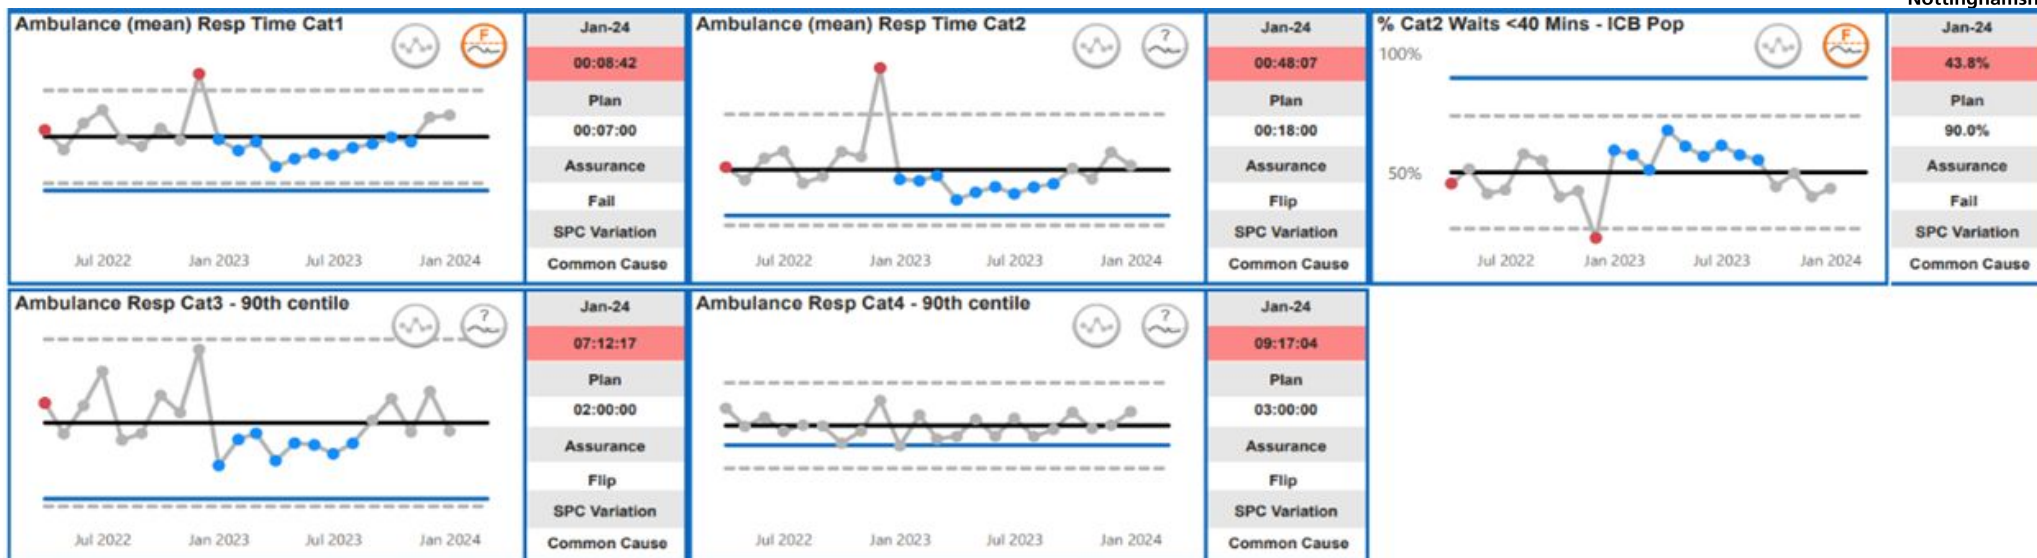 Ambulance (mean) Resp Time Cat1
F
Jan-24
00:08:42
Plan
00:07:00
Assurance
Fail
SPC Variation
Common Cause
Jul 2022 Jan 2023 Jul 2023 Jan 2024
Ambulance (mean) Resp Time Cat2
?
Jan-24
00:48:07
Plan
00:18:00
Assurance
Flip
SPC Variation
Common Cause
Jul 2022 Jan 2023 Jul 2023 Jan 2024
% Cat2 Waits <40 Mins - ICB Pop
F
100%
50%
Jan-24
43.8%
Plan
90.0%
Assurance
Fail
SPC Variation
Common Cause
Jul 2022 Jan 2023 Jul 2023 Jan 2024
Ambulance Resp Cat3 - 90th centile
?
Jan-24
07:12:17
Plan
02:00:00
Assurance
Flip
SPC Variation
Common Cause
Jul 2022 Jan 2023 Jul 2023 Jan 2024
Ambulance Resp Cat4 - 90th centile
?
Jan-24
09:17:04
Plan
03:00:00
Assurance
Flip
SPC Variation
Common Cause
Jul 2022 Jan 2023 Jul 2023 Jan 2024